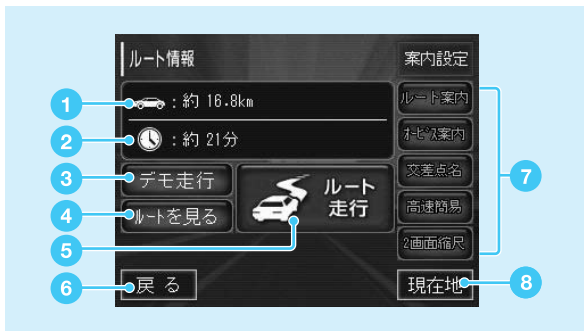 ルート情報
案内設定
1
：約 16.8km
ルート案内
2
：約 21分
オービス案内
3
デモ走行
交差点名
7
4
ルートを見る
ルート
走行
高速簡易
5
2画面縮尺
6
戻る
現在地
8